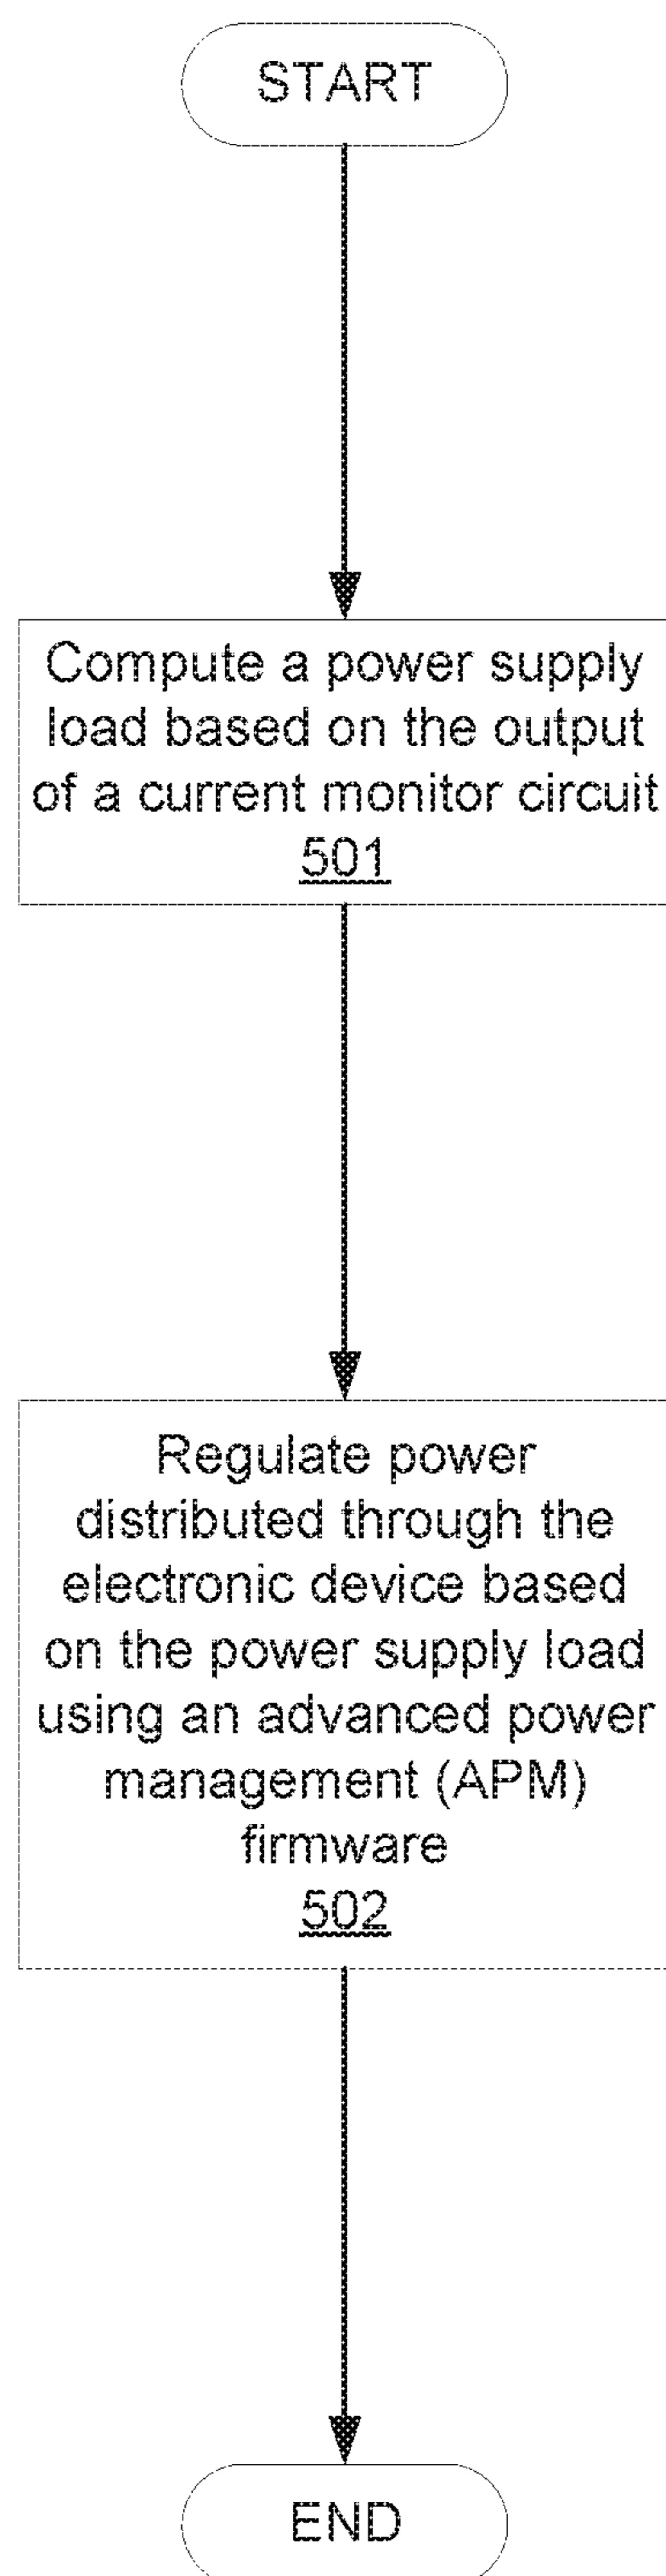 START
Compute a power supply
load based on the output
of a current monitor circuit
501
Regulate power
distributed through the
electronic device based
on the power supply load
using an advanced power
management (APM)
firmware
502
END